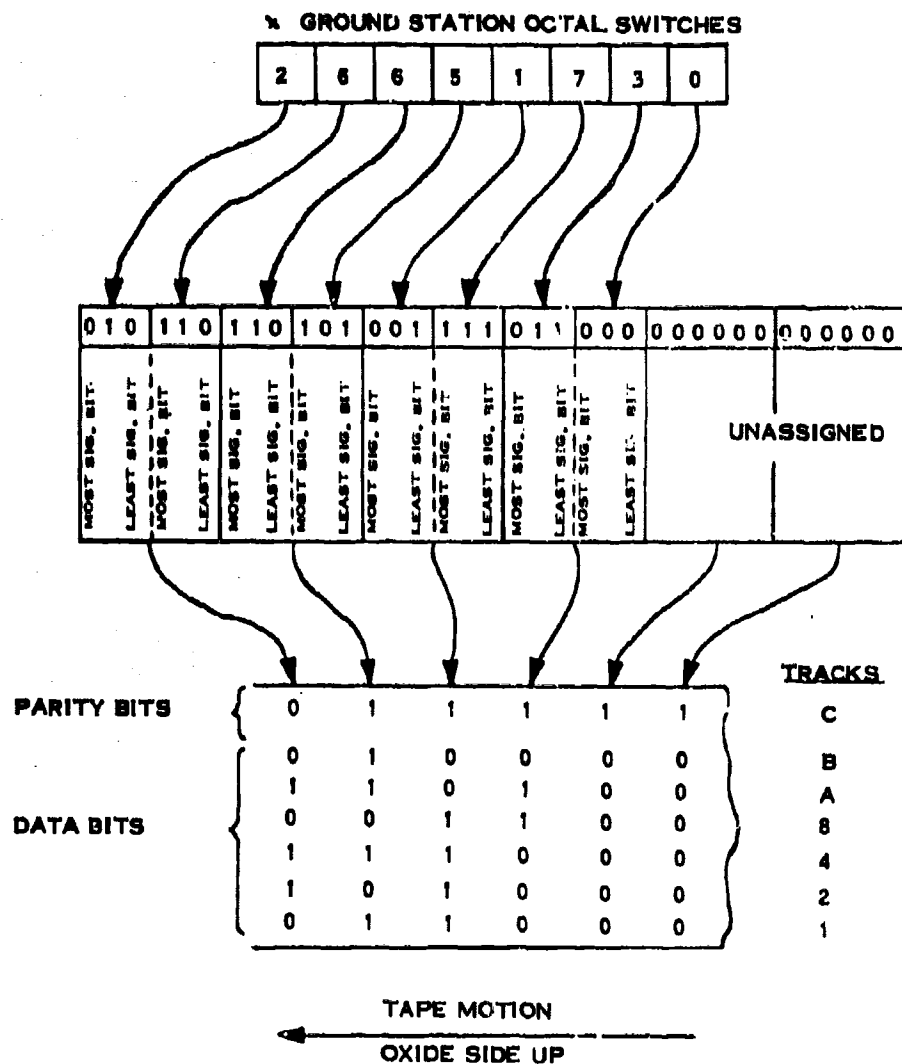 % GROUND STATION OCTAL SWITCHES
2 6 6 5 1 7 3 0
010 110 110 101 001 111 011 000 000000 000000
MOST SIG. BIT LEAST SIG. BIT MOST SIG. BIT LEAST SIG. BIT MOST SIG. BIT LEAST SIG. BIT MOST SIG. BIT LEAST SIG. BIT MOST SIG. BIT LEAST SIG. BIT MOST SIG. BIT LEAST SIG. BIT MOST SIG. BIT LEAST SIG. BIT MOST SIG. BIT LEAST SIG. BIT
UNASSIGNED
TRACKS
PARITY BITS 0 1 1 1 1 1 C
0 1 0 0 0 0 B
1 1 0 1 0 0 A
DATA BITS 0 0 1 1 0 0 8
1 1 1 0 0 0 4
1 0 1 0 0 0 2
0 1 1 0 0 0 1
TAPE MOTION
OXIDE SIDE UP